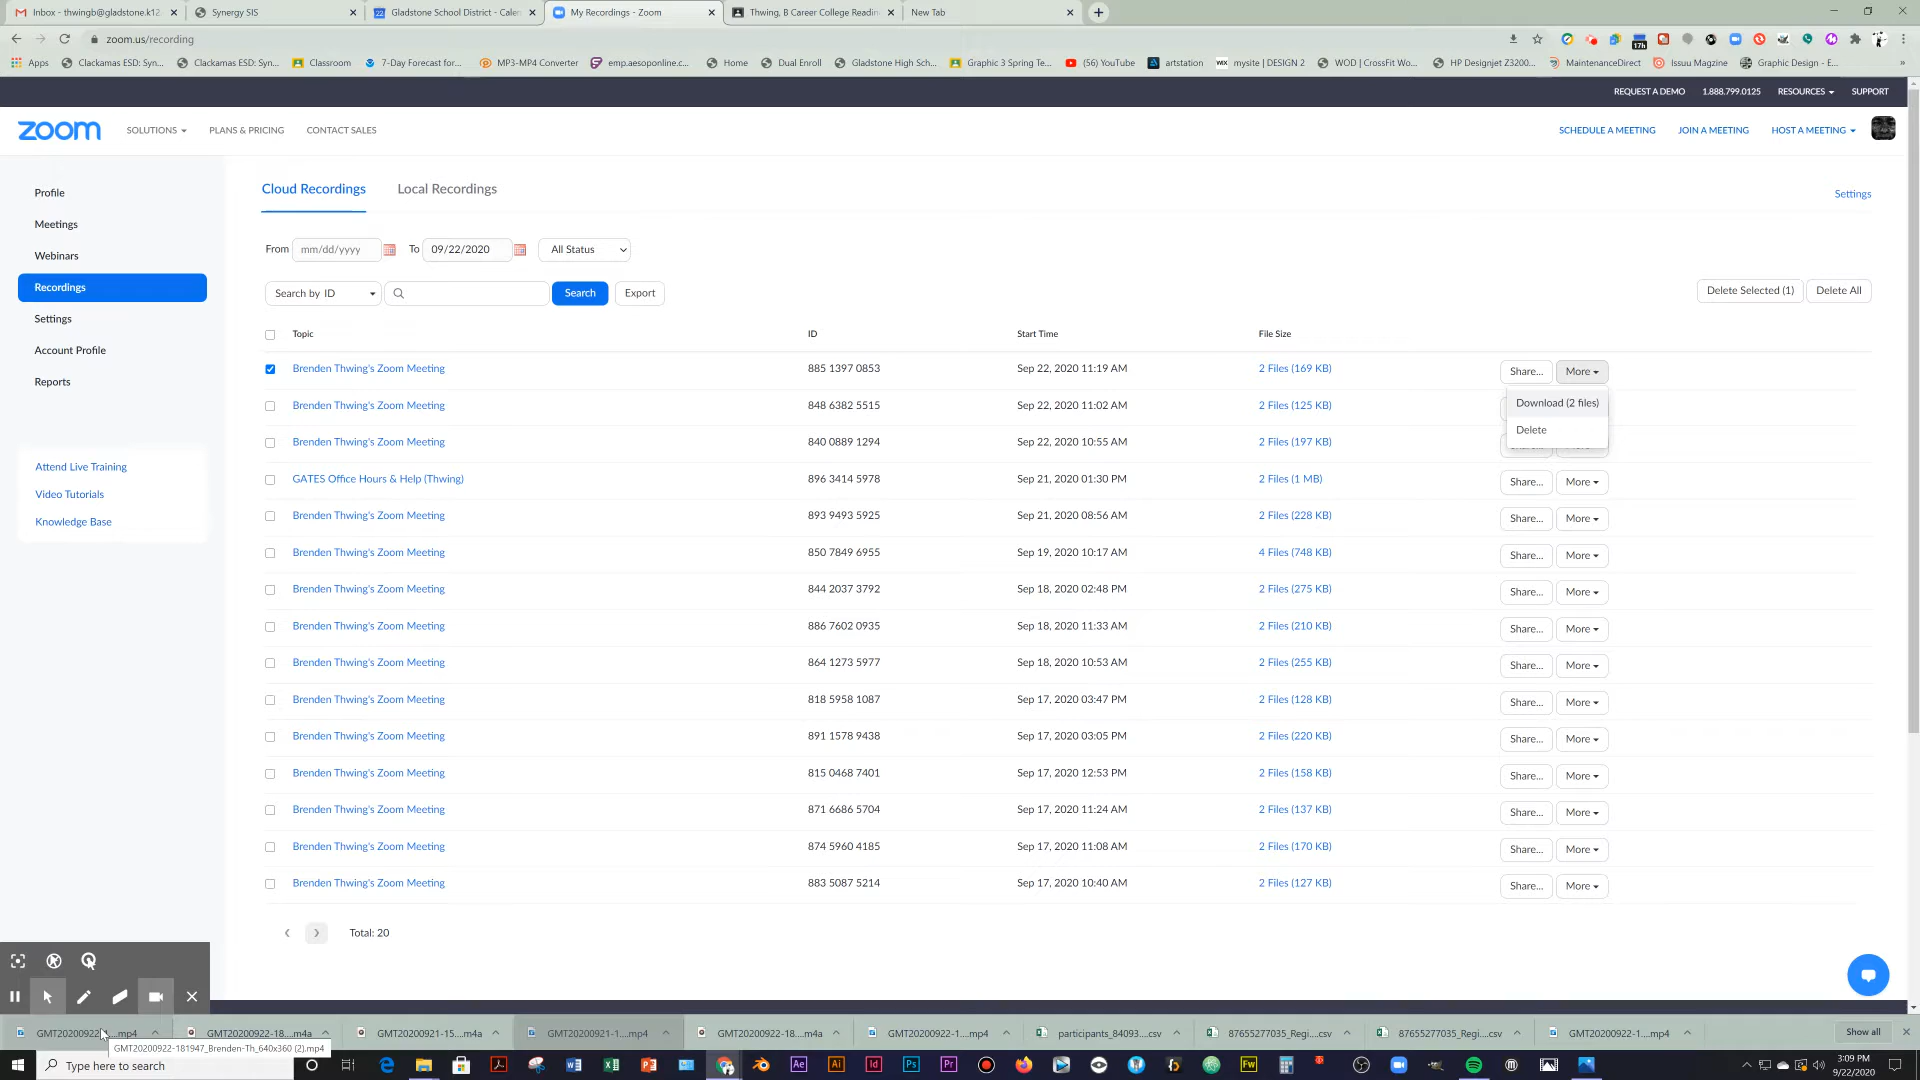 Inbox - thwingb@gladstone.k12
Synergy SIS
Gladstone School District - Calen
My Recordings - Zoom
Thwing, B Career College Readin
New Tab
zoom.us/recording
Apps
Clackamas ESD: Syn...
Clackamas ESD: Syn...
Classroom
7-Day Forecast for...
MP3-MP4 Converter
emp.aesoponline.c...
Home
Dual Enroll
Gladstone High Sch...
Graphic 3 Spring Te...
(56) YouTube
artstation
mysite | DESIGN 2
WOD | CrossFit Wo...
HP Designjet Z3200...
MaintenanceDirect
Issuu Magzine
Graphic Design - E...
REQUEST A DEMO 1.888.799.0125 RESOURCES SUPPORT
zoom SOLUTIONS PLANS & PRICING CONTACT SALES
SCHEDULE A MEETING JOIN A MEETING HOST A MEETING
Profile
Meetings
Webinars
Recordings
Settings
Account Profile
Reports
Attend Live Training
Video Tutorials
Knowledge Base
Cloud Recordings Local Recordings
Settings
From mm/dd/yyyy To 09/22/2020 All Status
Search by ID Search Export
Delete Selected (1) Delete All
Topic ID Start Time File Size
Brenden Thwing's Zoom Meeting 885 1397 0853 Sep 22, 2020 11:19 AM 2 Files (169 KB) Share... More
Download (2 files)
Delete
Brenden Thwing's Zoom Meeting 848 6382 5515 Sep 22, 2020 11:02 AM 2 Files (125 KB)
Brenden Thwing's Zoom Meeting 840 0889 1294 Sep 22, 2020 10:55 AM 2 Files (197 KB)
GATES Office Hours & Help (Thwing) 896 3414 5978 Sep 21, 2020 01:30 PM 2 Files (1 MB) Share... More
Brenden Thwing's Zoom Meeting 893 9493 5925 Sep 21, 2020 08:56 AM 2 Files (228 KB) Share... More
Brenden Thwing's Zoom Meeting 850 7849 6955 Sep 19, 2020 10:17 AM 4 Files (748 KB) Share... More
Brenden Thwing's Zoom Meeting 844 2037 3792 Sep 18, 2020 02:48 PM 2 Files (275 KB) Share... More
Brenden Thwing's Zoom Meeting 886 7602 0935 Sep 18, 2020 11:33 AM 2 Files (210 KB) Share... More
Brenden Thwing's Zoom Meeting 864 1273 5977 Sep 18, 2020 10:53 AM 2 Files (255 KB) Share... More
Brenden Thwing's Zoom Meeting 818 5958 1087 Sep 17, 2020 03:47 PM 2 Files (128 KB) Share... More
Brenden Thwing's Zoom Meeting 891 1578 9438 Sep 17, 2020 03:05 PM 2 Files (220 KB) Share... More
Brenden Thwing's Zoom Meeting 815 0468 7401 Sep 17, 2020 12:53 PM 2 Files (158 KB) Share... More
Brenden Thwing's Zoom Meeting 871 6686 5704 Sep 17, 2020 11:24 AM 2 Files (137 KB) Share... More
Brenden Thwing's Zoom Meeting 874 5960 4185 Sep 17, 2020 11:08 AM 2 Files (170 KB) Share... More
Brenden Thwing's Zoom Meeting 883 5087 5214 Sep 17, 2020 10:40 AM 2 Files (127 KB) Share... More
Total: 20
GMT20200922-1....mp4
GMT20200922-18....m4a
GMT20200921-15....m4a
GMT20200921-1....mp4
GMT20200922-18....m4a
GMT20200922-1....mp4
participants_84093....csv
87655277035_Regi....csv
87655277035_Regi....csv
GMT20200922-1....mp4
Show all
GMT20200922-181947_Brenden-Th_640x360 (2).mp4
Type here to search
3:09 PM
9/22/2020